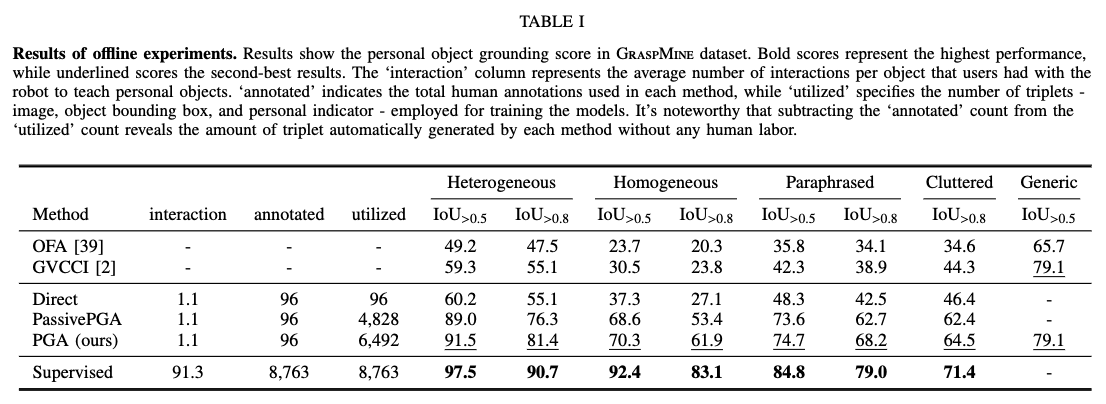 TABLE I
Results of offline experiments. Results show the personal object grounding score in GRASPMINE dataset. Bold scores represent the highest performance,
while underlined scores the second-best results. The ‘interaction’ column represents the average number of interactions per object that users had with the
robot to teach personal objects. ‘annotated’ indicates the total human annotations used in each method, while ‘utilized’ specifies the number of triplets -
image, object bounding box, and personal indicator - employed for training the models. It’s noteworthy that subtracting the ‘annotated’ count from the
‘utilized’ count reveals the amount of triplet automatically generated by each method without any human labor.
Heterogeneous Homogeneous Paraphrased Cluttered Generic
Method interaction annotated utilized IoU>0.5 IoU>0.8 IoU>0.5 IoU>0.8 IoU>0.5 IoU>0.8 IoU>0.8 IoU>0.5
OFA [39] - - - 49.2 47.5 23.7 20.3 35.8 34.1 34.6 65.7
GVCCI [2] - - - 59.3 55.1 30.5 23.8 42.3 38.9 44.3 79.1
Direct 1.1 96 96 60.2 55.1 37.3 27.1 48.3 42.5 46.4 -
PassivePGA 1.1 96 4,828 89.0 76.3 68.6 53.4 73.6 62.7 62.4 -
PGA (ours) 1.1 96 6,492 91.5 81.4 70.3 61.9 74.7 68.2 64.5 79.1
Supervised 91.3 8,763 8,763 97.5 90.7 92.4 83.1 84.8 79.0 71.4 -